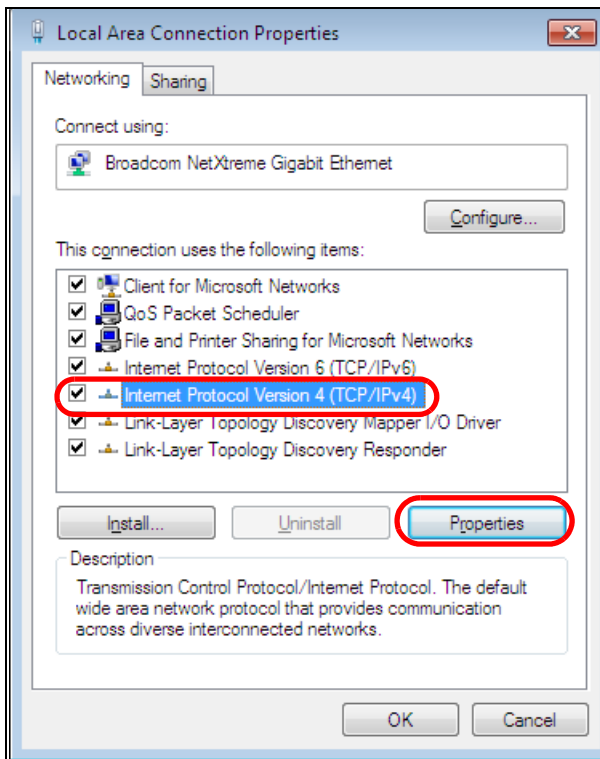 Local Area Connection Properties
Networking
Sharing
Connect using:
Broadcom NetXtreme Gigabit Ethernet
Configure...
This connection uses the following items:
Client for Microsoft Networks
QoS Packet Scheduler
File and Printer Sharing for Microsoft Networks
Internet Protocol Version 6 (TCP/IPv6)
Internet Protocol Version 4 (TCP/IPv4)
Link-Layer Topology Discovery Mapper I/O Driver
Link-Layer Topology Discovery Responder
Install...
Uninstall
Properties
Description
Transmission Control Protocol/Internet Protocol. The default
wide area network protocol that provides communication
across diverse interconnected networks.
OK
Cancel